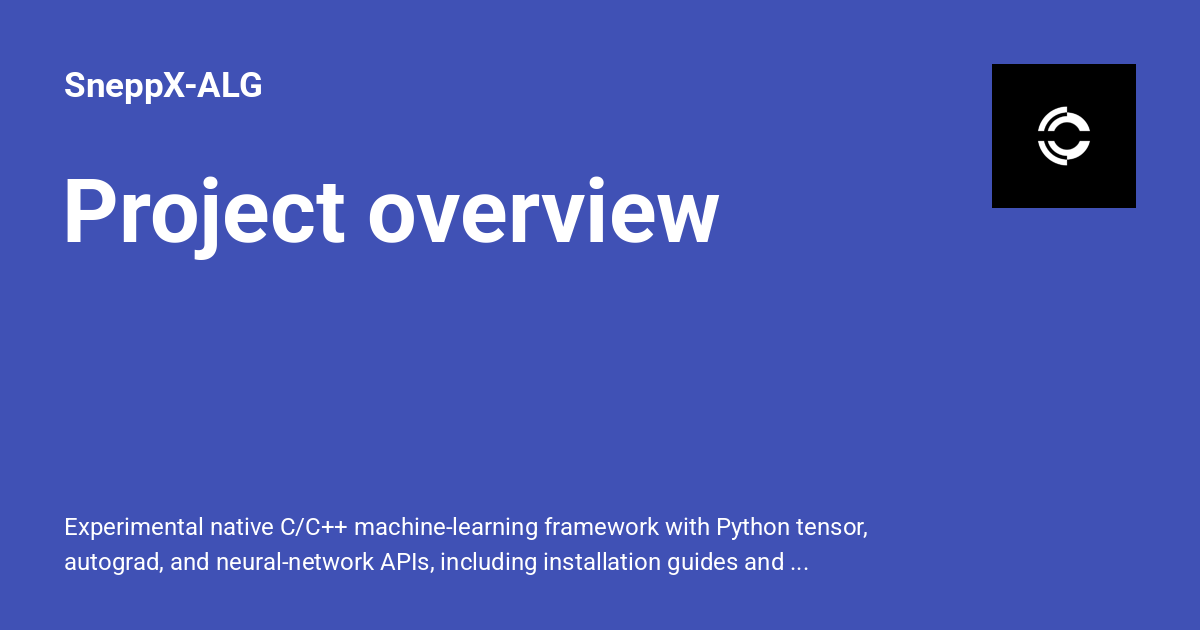 SneppX-ALG
Project overview
Experimental native C/C++ machine-learning framework with Python tensor,
autograd, and neural-network APIs, including installation guides and ...